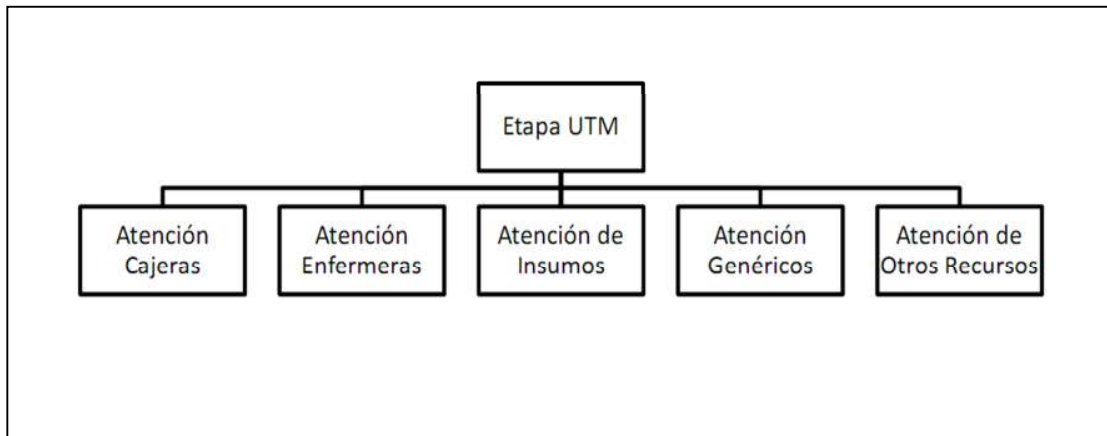 Etapa UTM
Atención
Cajeras
Atención
Enfermeras
Atención de
Insumos
Atención
Genéricos
Atención de
Otros Recursos